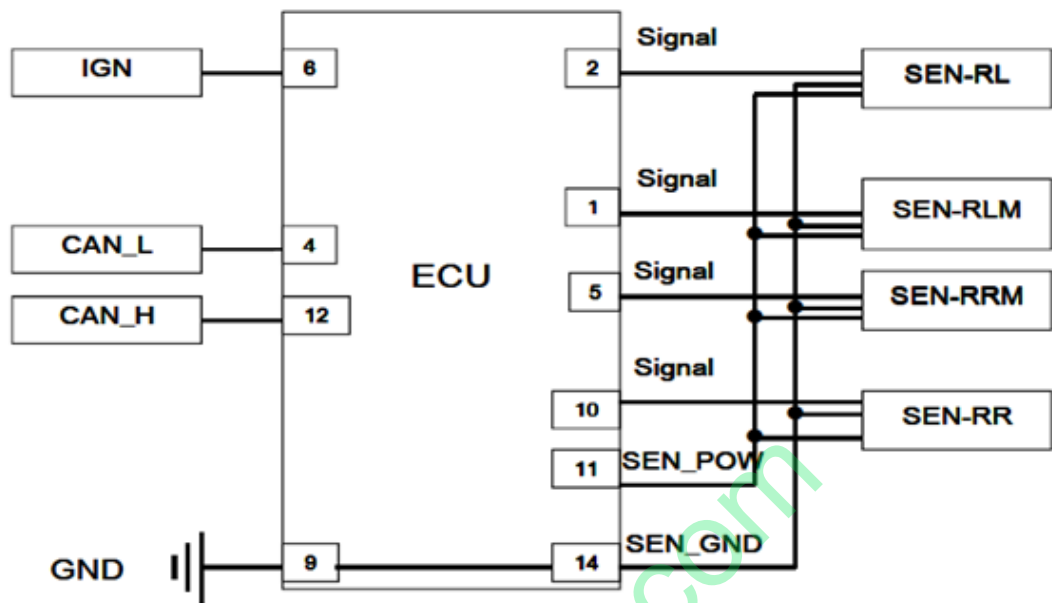 Signal
IGN
6
2
SEN-RL
Signal
1
SEN-RLM
CAN_L
4
ECU
Signal
5
SEN-RRM
CAN_H
12
Signal
10
SEN-RR
11
SEN_POW
SEN_GND
GND
9
14
com